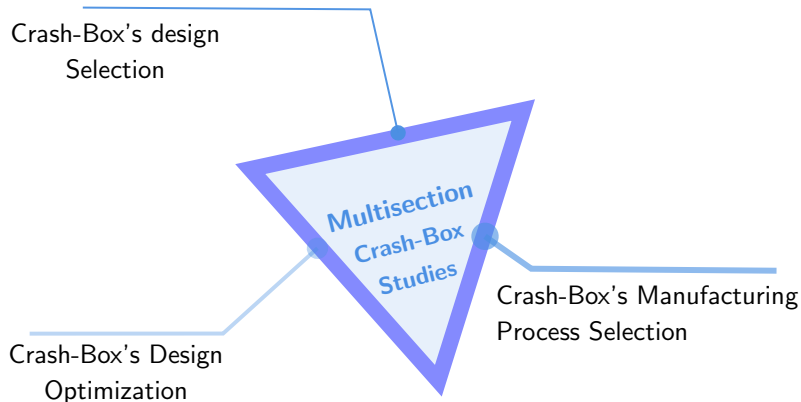 Crash-Box's design
Selection
Multisection
Crash-Box
Studies
Crash-Box's Manufacturing
Process Selection
Crash-Box's Design
Optimization